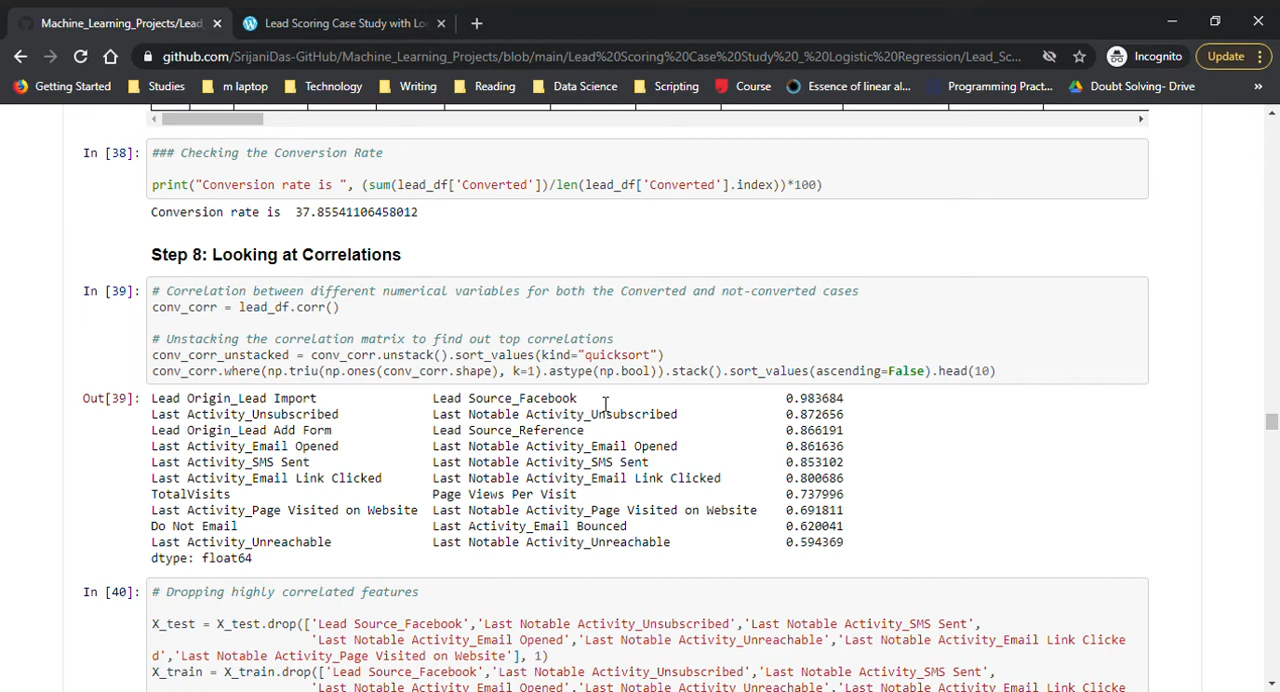 Machine_Learning_Projects/Lead
Lead Scoring Case Study with Lo
github.com/SrijaniDas-GitHub/Machine_Learning_Projects/blob/main/Lead%20Scoring%20Case%20Study%20_%20Logistic%20Regression/Lead_Sc...
Incognito
Update
Getting Started
Studies
m laptop
Technology
Writing
Reading
Data Science
Scripting
Course
Essence of linear al...
Programming Pract...
Doubt Solving- Drive
»
In [38]:
### Checking the Conversion Rate
print("Conversion rate is ", (sum(lead_df['Converted'])/len(lead_df['Converted'].index))*100)
Conversion rate is  37.85541106458012
Step 8: Looking at Correlations
In [39]:
# Correlation between different numerical variables for both the Converted and not-converted cases
conv_corr = lead_df.corr()
# Unstacking the correlation matrix to find out top correlations
conv_corr_unstacked = conv_corr.unstack().sort_values(kind="quicksort")
conv_corr.where(np.triu(np.ones(conv_corr.shape), k=1).astype(np.bool)).stack().sort_values(ascending=False).head(10)
Out[39]:
Lead Origin_Lead Import Lead Source_Facebook 0.983684
Last Activity_Unsubscribed Last Notable Activity_Unsubscribed 0.872656
Lead Origin_Lead Add Form Lead Source_Reference 0.866191
Last Activity_Email Opened Last Notable Activity_Email Opened 0.861636
Last Activity_SMS Sent Last Notable Activity_SMS Sent 0.853102
Last Activity_Email Link Clicked Last Notable Activity_Email Link Clicked 0.800686
TotalVisits Page Views Per Visit 0.737996
Last Activity_Page Visited on Website Last Notable Activity_Page Visited on Website 0.691811
Do Not Email Last Activity_Email Bounced 0.620041
Last Activity_Unreachable Last Notable Activity_Unreachable 0.594369
dtype: float64
In [40]:
# Dropping highly correlated features
X_test = X_test.drop(['Lead Source_Facebook','Last Notable Activity_Unsubscribed','Last Notable Activity_SMS Sent',
'Last Notable Activity_Email Opened','Last Notable Activity_Unreachable','Last Notable Activity_Email Link Clicke
d','Last Notable Activity_Page Visited on Website'], 1)
X_train = X_train.drop(['Lead Source_Facebook','Last Notable Activity_Unsubscribed','Last Notable Activity_SMS Sent',
'Last Notable Activity_Email Opened','Last Notable Activity_Unreachable','Last Notable Activity_Email Clicke